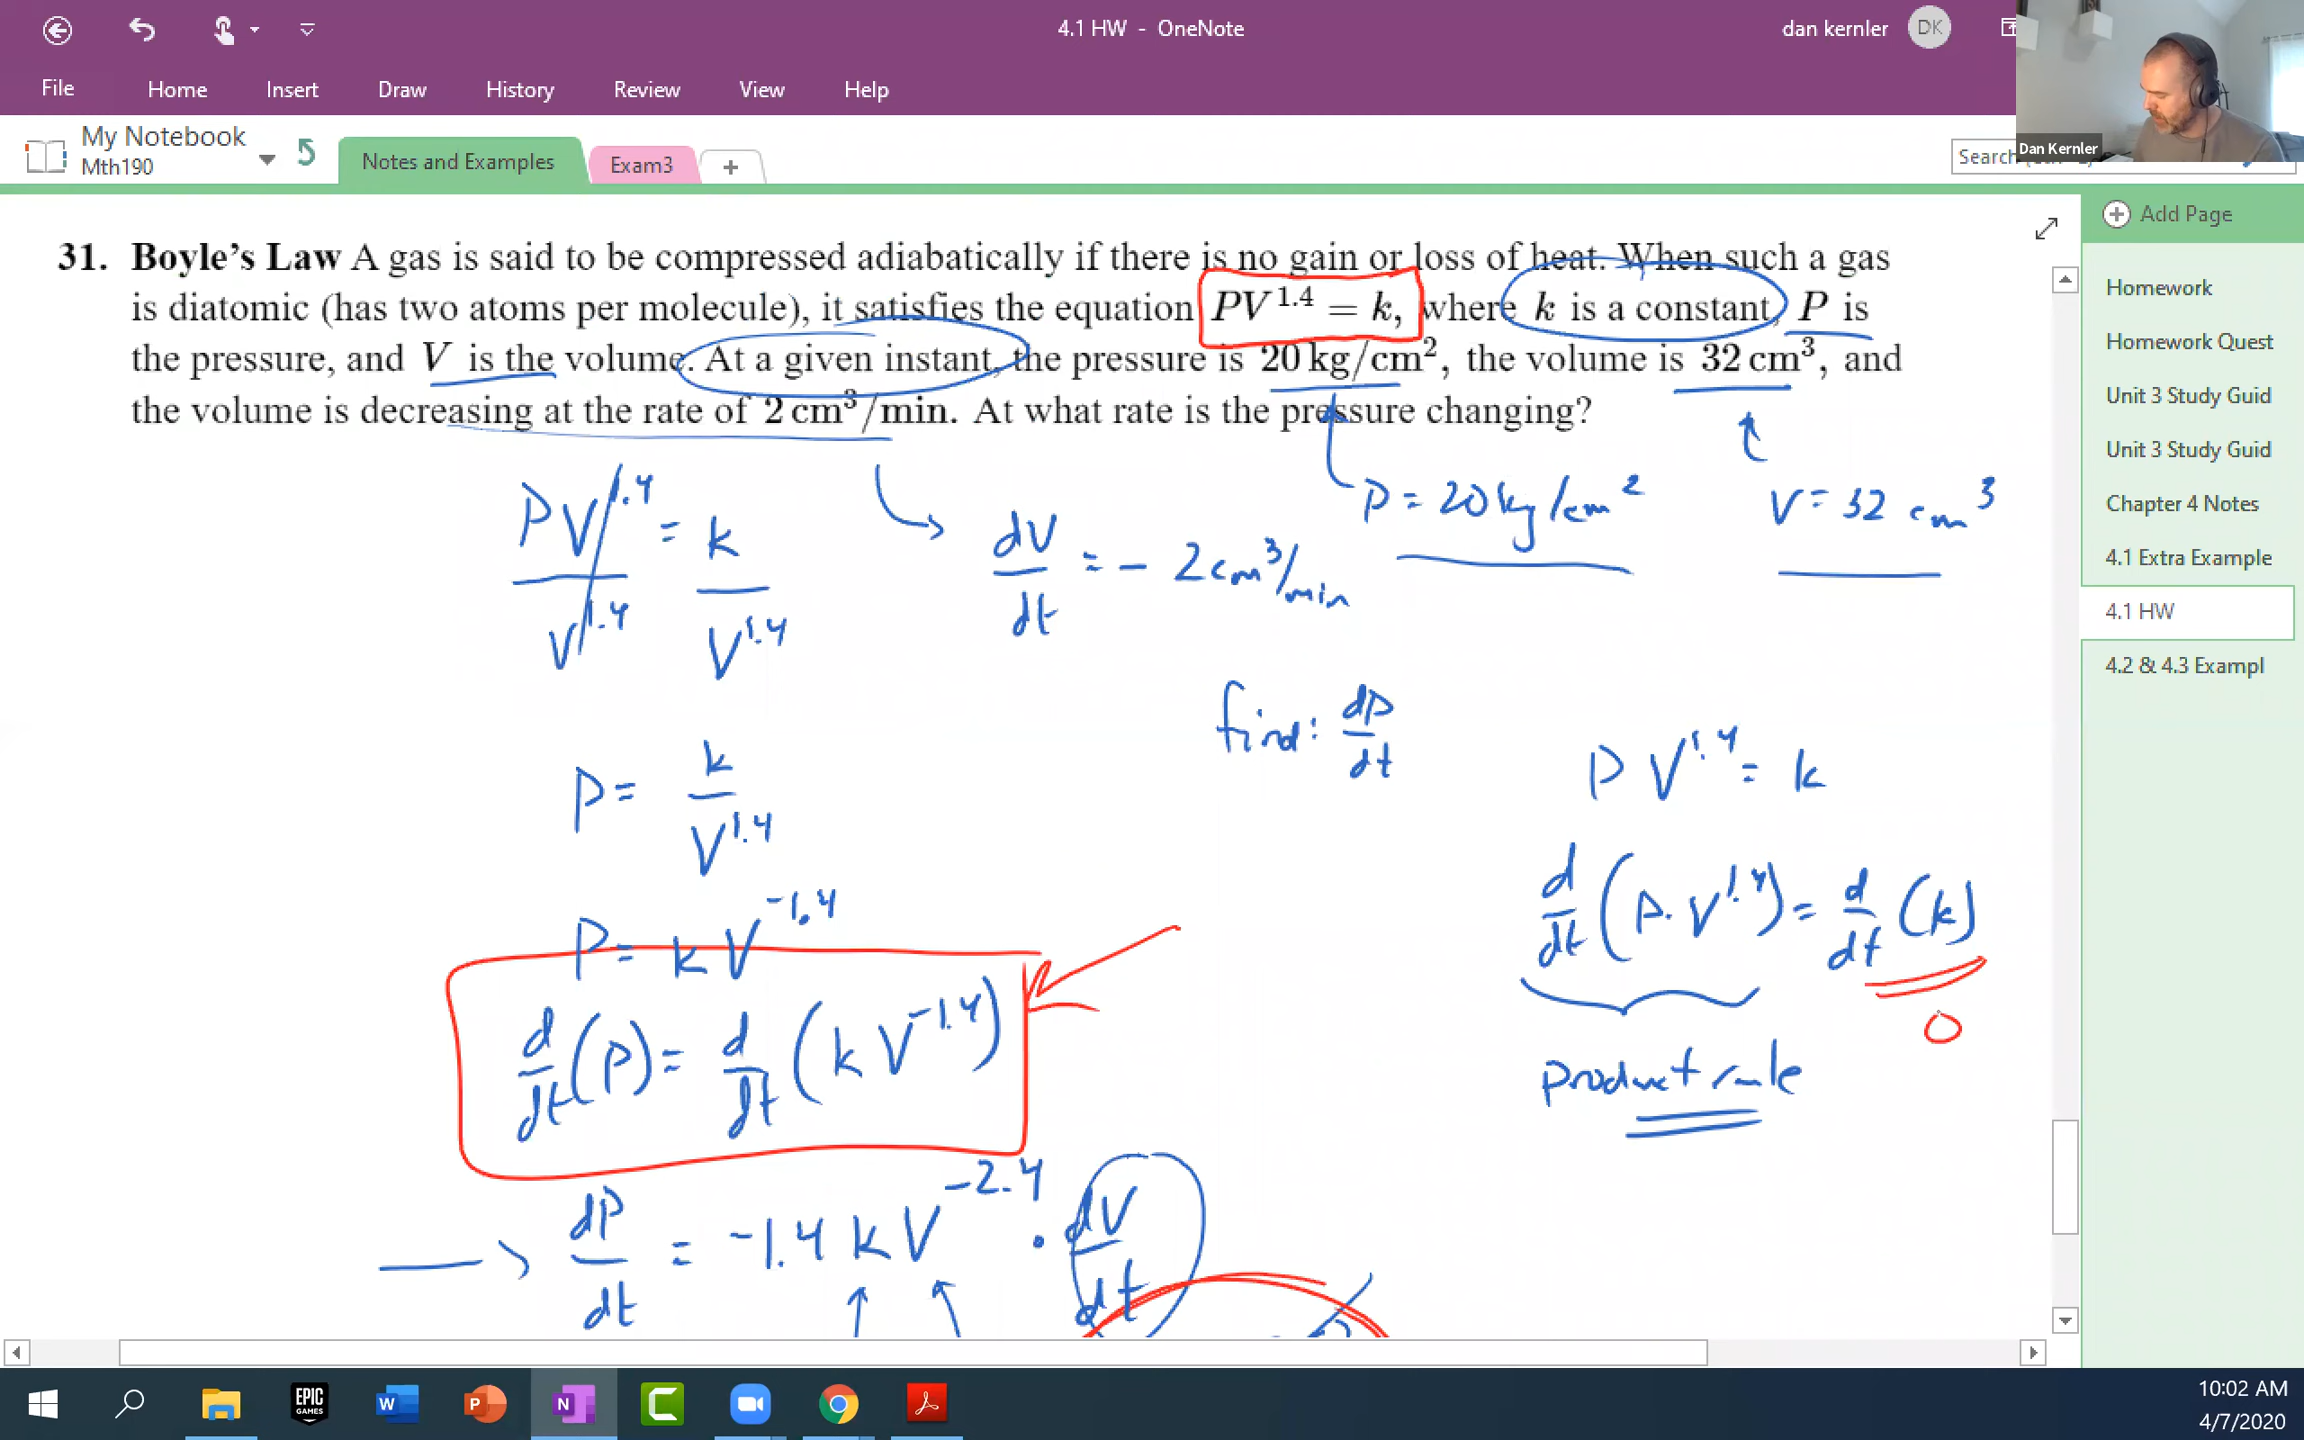 4.1 HW - OneNote
dan kernler DK
File Home Insert Draw History Review View Help
My Notebook
Mth190
Notes and Examples
Exam3
+
Search
Dan Kernler
Add Page
Homework
Homework Quest
Unit 3 Study Guid
Unit 3 Study Guid
Chapter 4 Notes
4.1 Extra Example
4.1 HW
4.2 & 4.3 Exampl
31. Boyle's Law A gas is said to be compressed adiabatically if there is no gain or loss of heat. When such a gas
is diatomic (has two atoms per molecule), it satisfies the equation PV^1.4 = k, where k is a constant, P is
the pressure, and V is the volume. At a given instant, the pressure is 20 kg/cm², the volume is 32 cm³, and
the volume is decreasing at the rate of 2 cm³/min. At what rate is the pressure changing?
PV^1.4 / V^1.4 = k / V^1.4
dV/dt = - 2 cm³/min
P = 20 kg/cm²
V = 32 cm³
find: dP/dt
P = k / V^1.4
P = k V^-1.4
d/dt (P) = d/dt (k V^-1.4)
dP/dt = -1.4 k V^-2.4 · dV/dt
P V^1.4 = k
d/dt (P · V^1.4) = d/dt (k)
0
product rule
EPIC GAMES
W
P
N
C
10:02 AM
4/7/2020